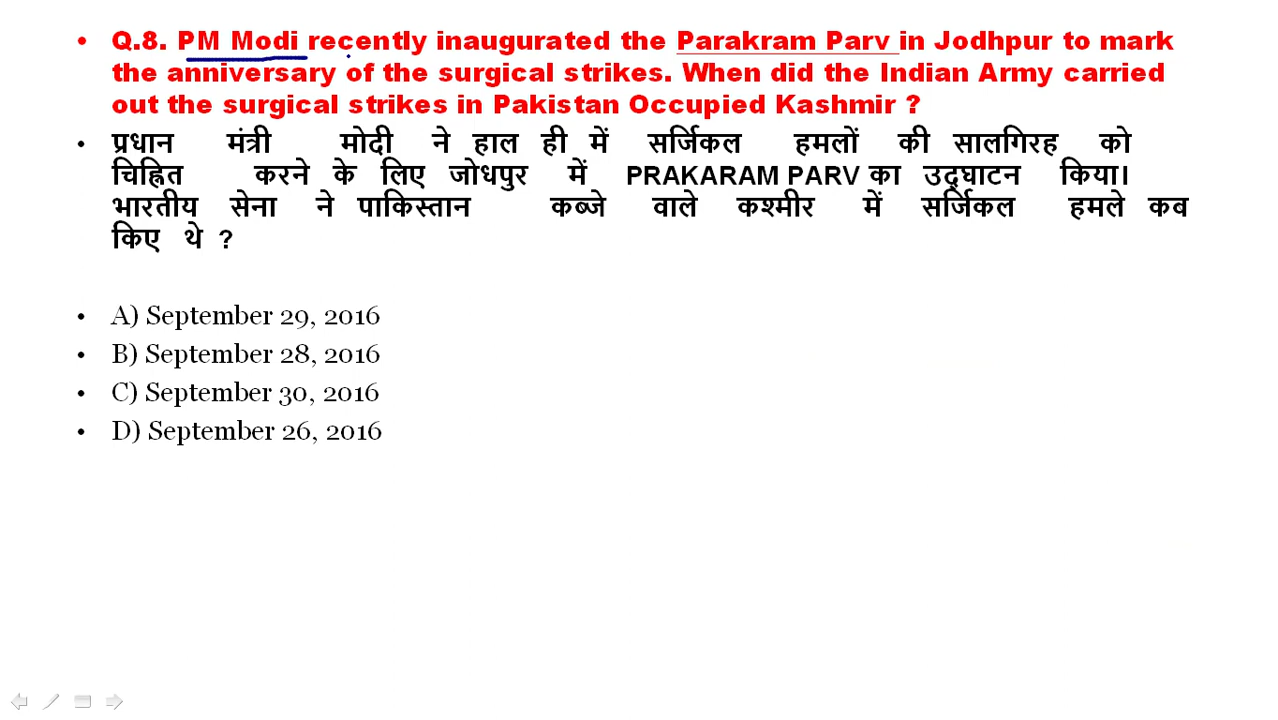 • Q.8. PM Modi recently inaugurated the Parakram Parv in Jodhpur to mark
the anniversary of the surgical strikes. When did the Indian Army carried
out the surgical strikes in Pakistan Occupied Kashmir ?
• प्रधान मंत्री मोदी ने हाल ही में सर्जिकल हमलों की सालगिरह को
चिह्नित करने के लिए जोधपुर में PRAKARAM PARV का उद्घाटन किया।
भारतीय सेना ने पाकिस्तान कब्जे वाले कश्मीर में सर्जिकल हमले कब
किए थे ?
• A) September 29, 2016
• B) September 28, 2016
• C) September 30, 2016
• D) September 26, 2016